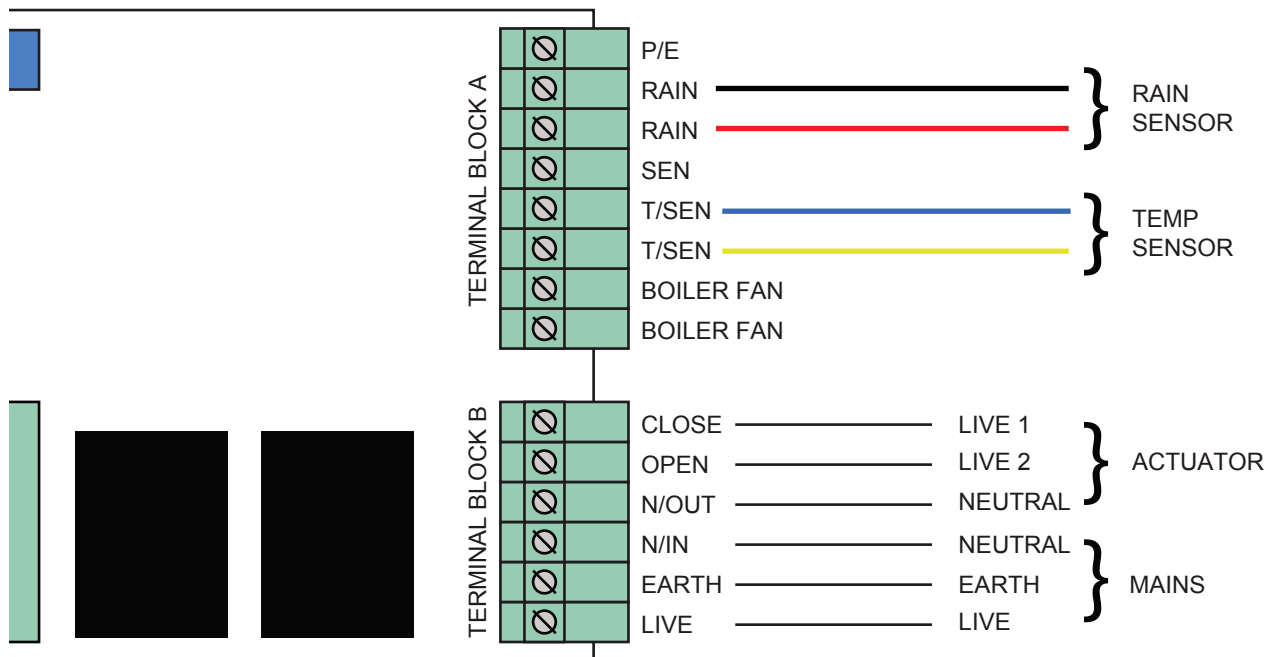 TERMINAL BLOCK A
P/E
RAIN
RAIN
SEN
T/SEN
T/SEN
BOILER FAN
BOILER FAN
RAIN
SENSOR
TEMP
SENSOR
TERMINAL BLOCK B
CLOSE LIVE 1
OPEN LIVE 2
N/OUT NEUTRAL
N/IN NEUTRAL
EARTH EARTH
LIVE LIVE
ACTUATOR
MAINS